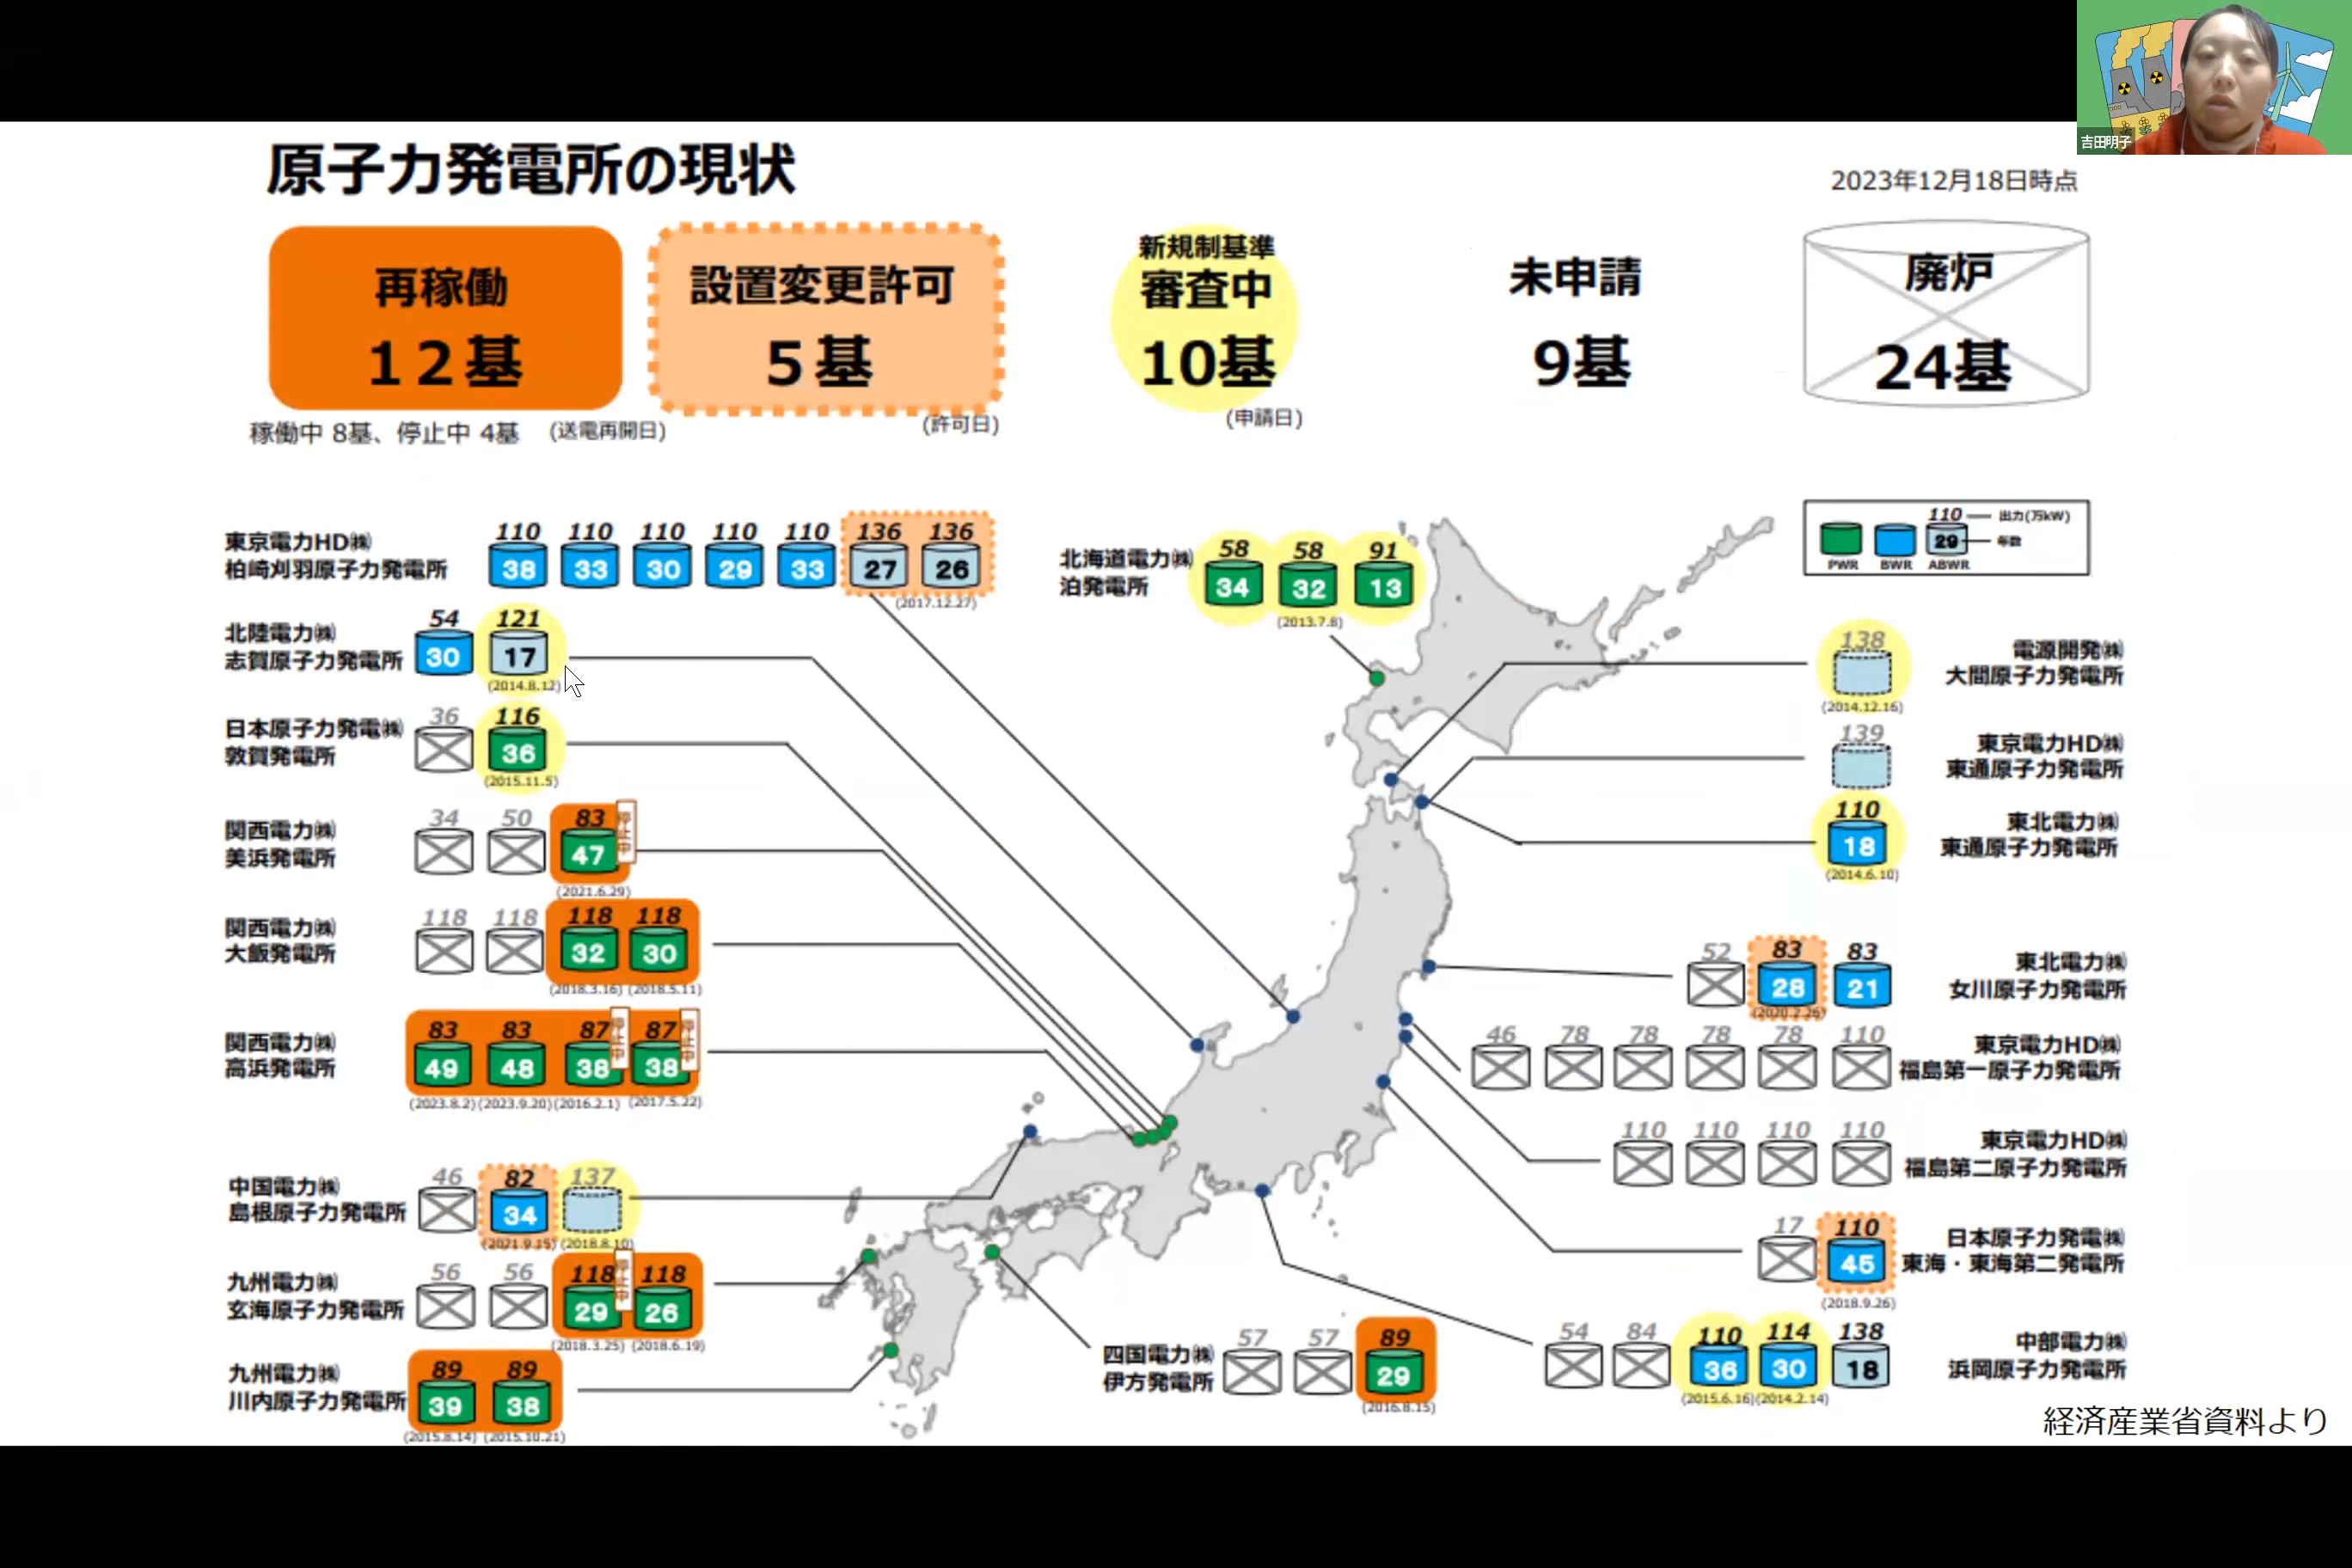 吉田明子
原子力発電所の現状
2023年12月18日時点
再稼働
12基
設置変更許可
5基
新規制基準
審査中
10基
未申請
9基
廃炉
24基
稼働中 8基、停止中 4基 (送電再開日)
(許可日)
(申請日)
110 出力(万kW)
29 年数
PWR BWR ABWR
東京電力HD㈱
柏崎刈羽原子力発電所
110 110 110 110 110 136 136
38 33 30 29 33 27 26
(2017.12.27)
北陸電力㈱
志賀原子力発電所
54 121
30 17
(2014.8.12)
日本原子力発電㈱
敦賀発電所
36 116
36
(2015.11.5)
関西電力㈱
美浜発電所
34 50 83
47
停止中
(2021.6.29)
関西電力㈱
大飯発電所
118 118 118 118
32 30
(2018.3.16) (2018.5.11)
関西電力㈱
高浜発電所
83 83 87 87
49 48 38 38
停止中
停止中
(2023.8.2) (2023.9.20) (2016.2.1) (2017.5.22)
中国電力㈱
島根原子力発電所
46 82 137
34
(2021.9.15) (2018.8.10)
九州電力㈱
玄海原子力発電所
56 56 118 118
29 26
停止中
(2018.3.25) (2018.6.19)
九州電力㈱
川内原子力発電所
89 89
39 38
(2015.8.14) (2015.10.21)
北海道電力㈱
泊発電所
58 58 91
34 32 13
(2013.7.8)
138
電源開発㈱
大間原子力発電所
(2014.12.16)
139
東京電力HD㈱
東通原子力発電所
110
18
東北電力㈱
東通原子力発電所
(2014.6.10)
52 83 83
28 21
東北電力㈱
女川原子力発電所
(2020.2.26)
46 78 78 78 78 110
東京電力HD㈱
福島第一原子力発電所
110 110 110 110
東京電力HD㈱
福島第二原子力発電所
17 110
45
日本原子力発電㈱
東海・東海第二発電所
(2018.9.26)
四国電力㈱
伊方発電所
57 57 89
29
(2016.8.15)
54 84 110 114 138
36 30 18
中部電力㈱
浜岡原子力発電所
(2015.6.16) (2014.2.14)
経済産業省資料より